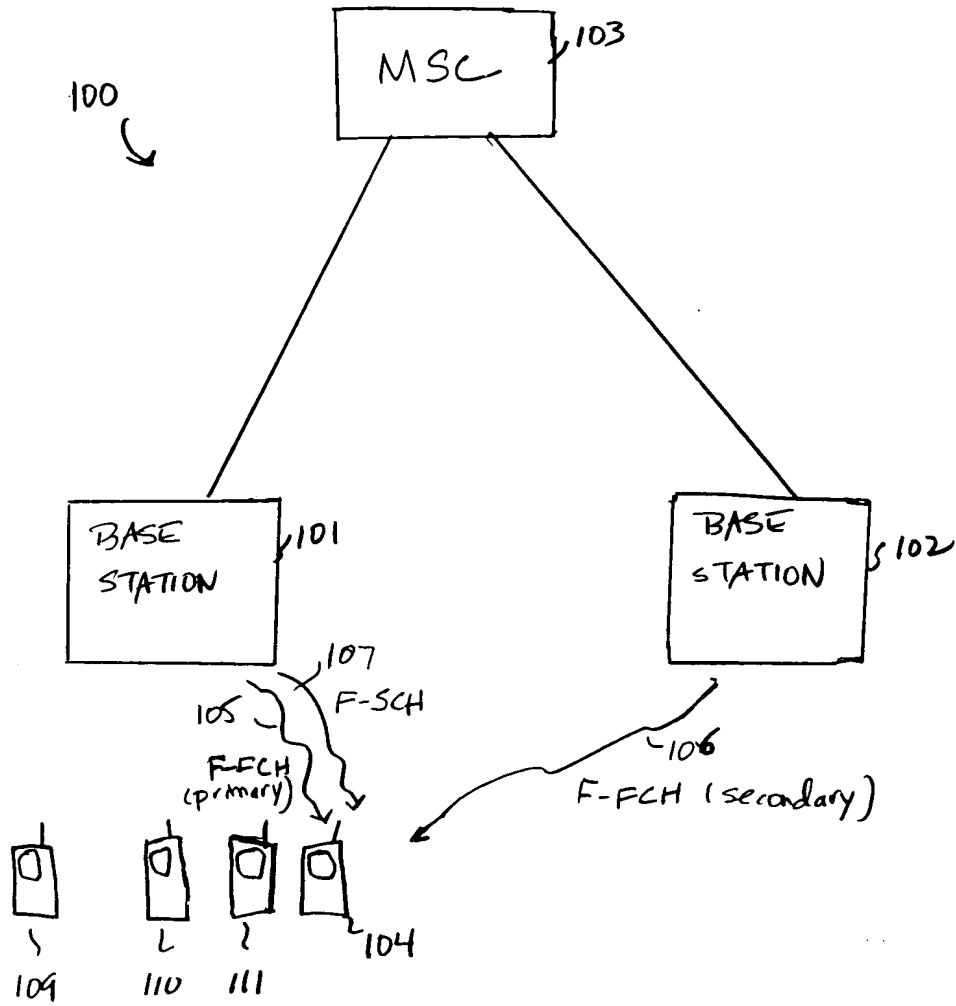 103
MSC
100
BASE
STATION
101
BASE
STATION
102
107
F-SCH
105
F-FCH
(primary)
106
F-FCH (secondary)
104
109
110
111